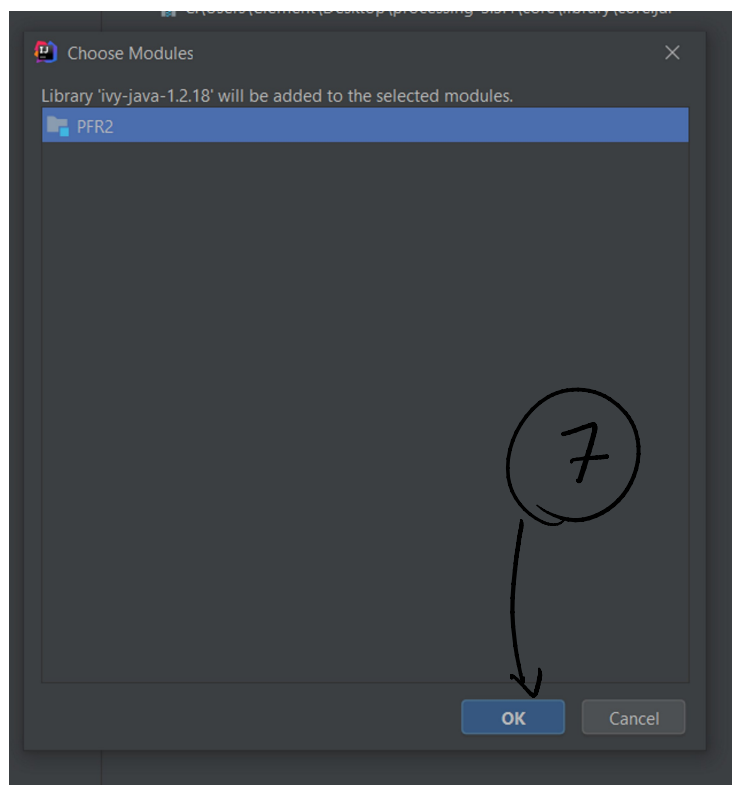 Choose Modules
Library 'ivy-java-1.2.18' will be added to the selected modules.
PFR2
7
OK
Cancel